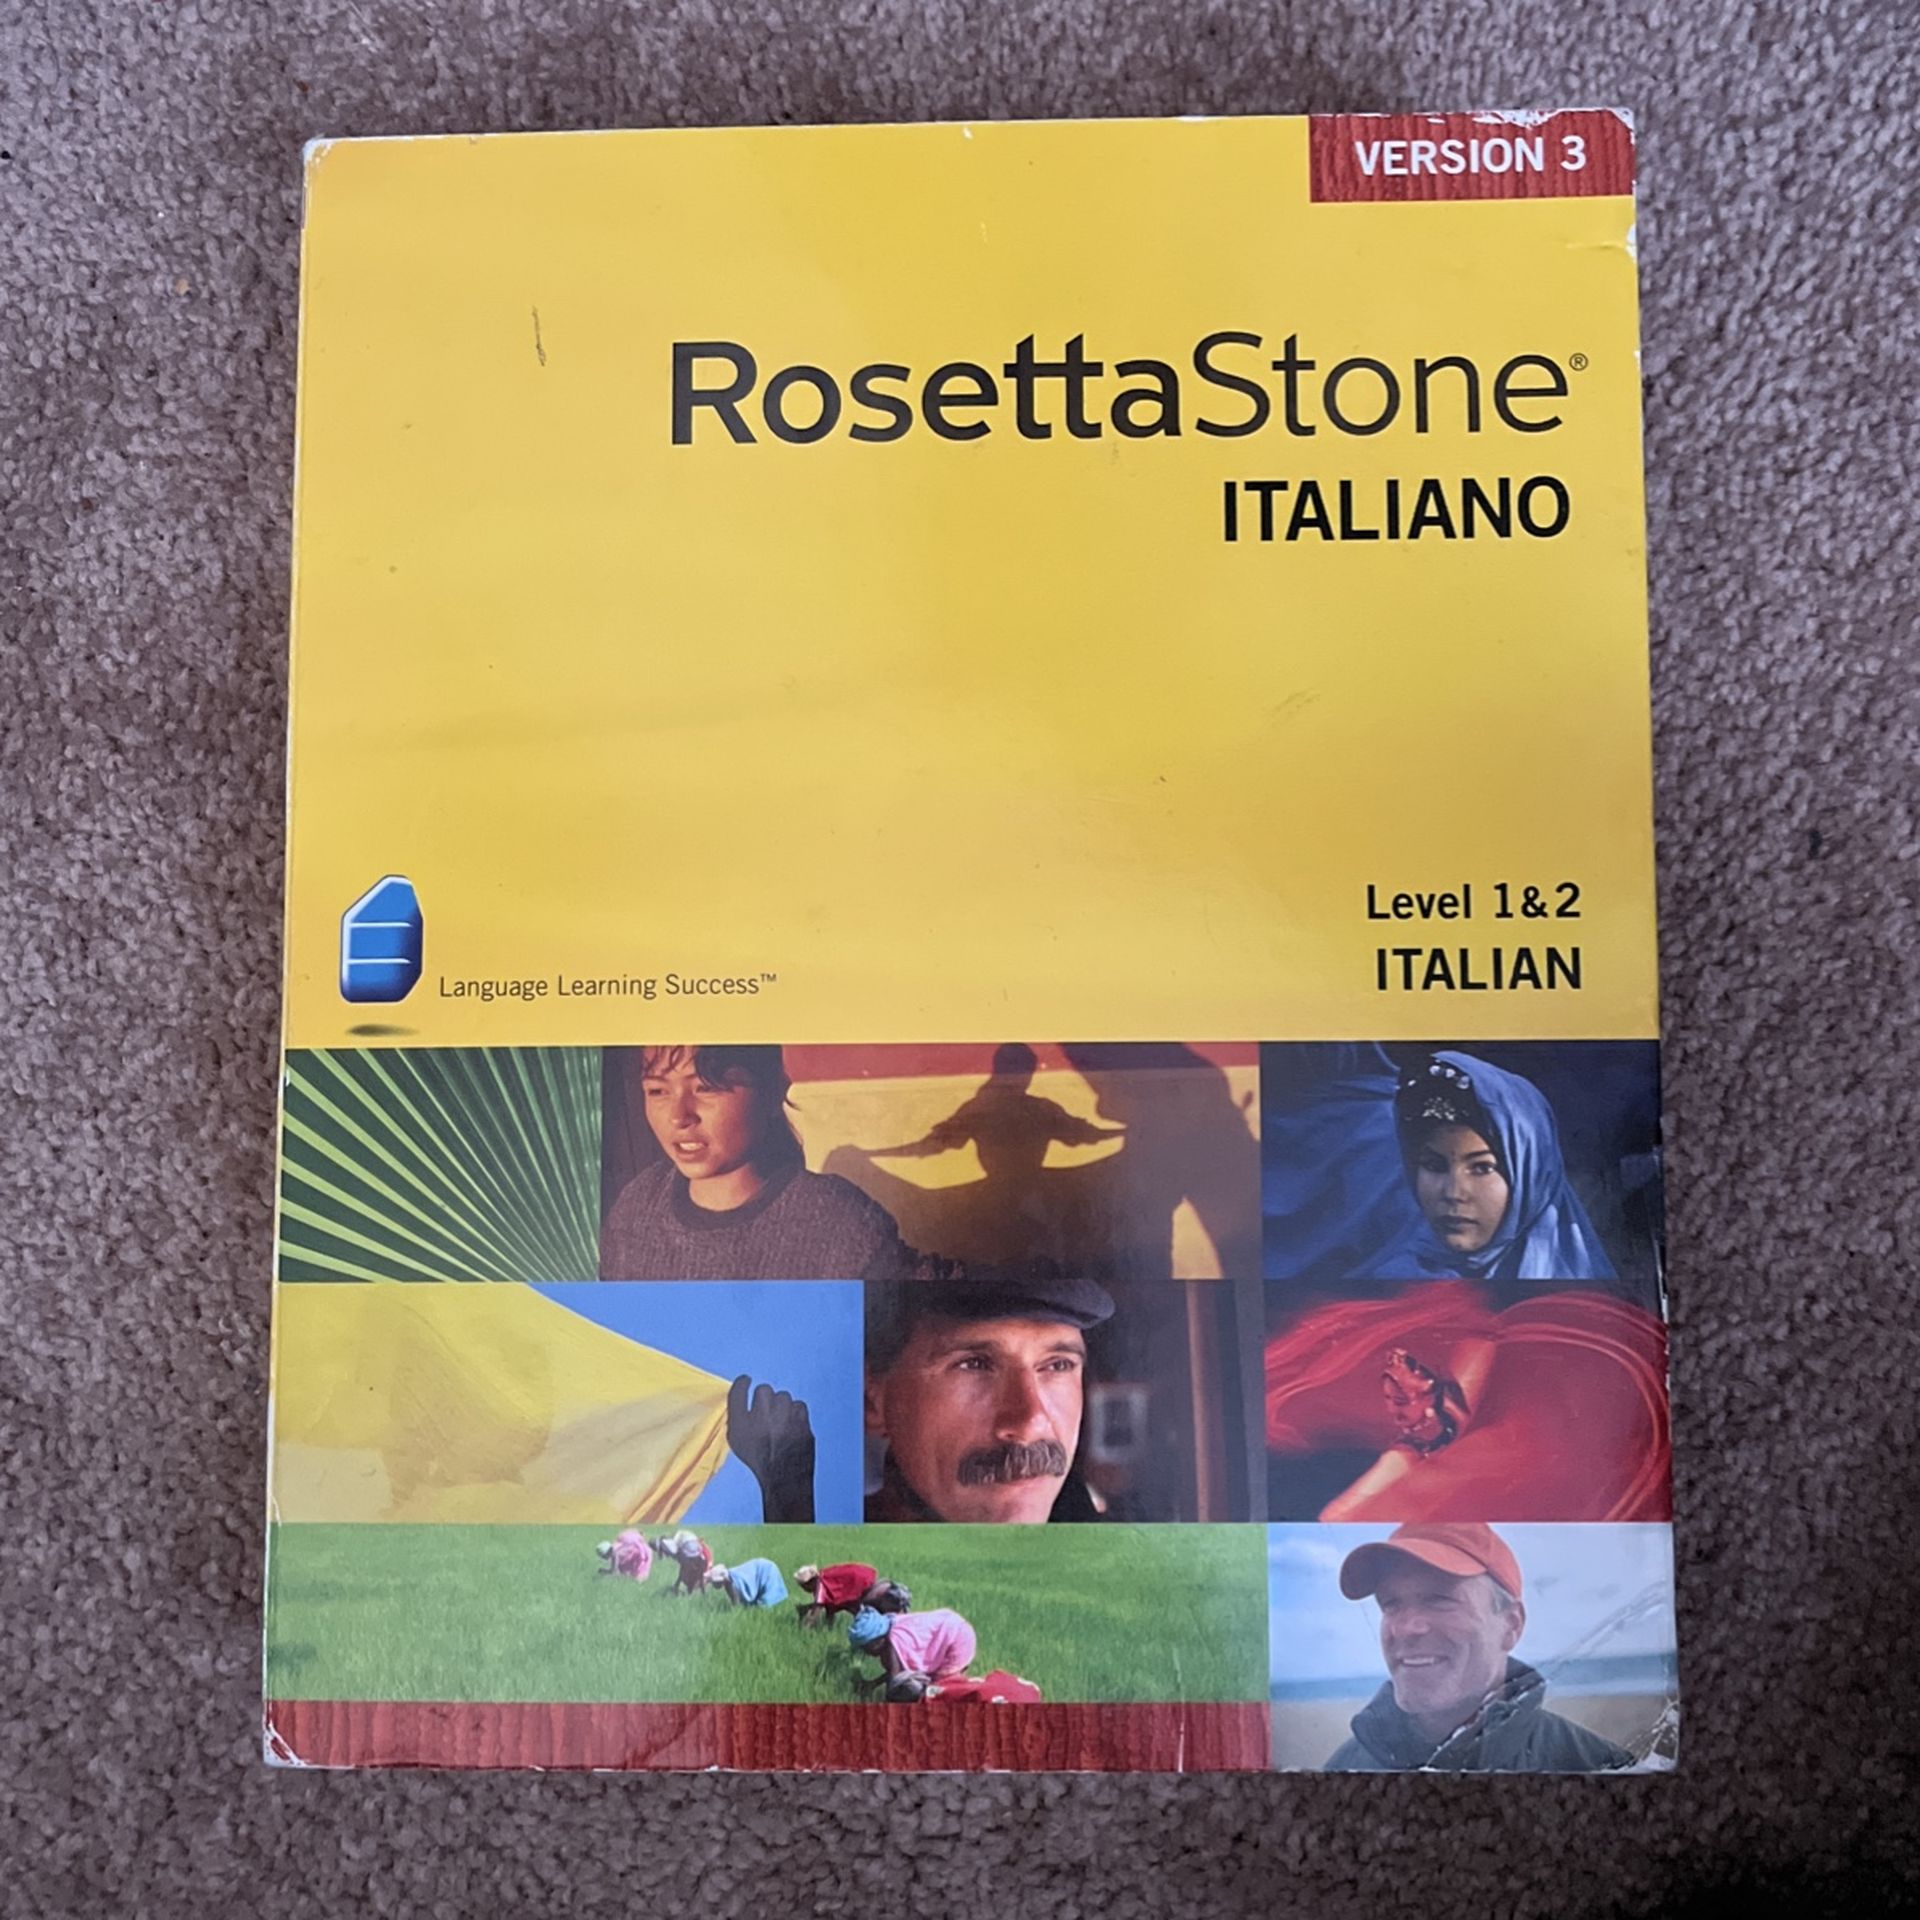 VERSION 3
RosettaStone®
ITALIANO
Level 1&2
ITALIAN
Language Learning Success™